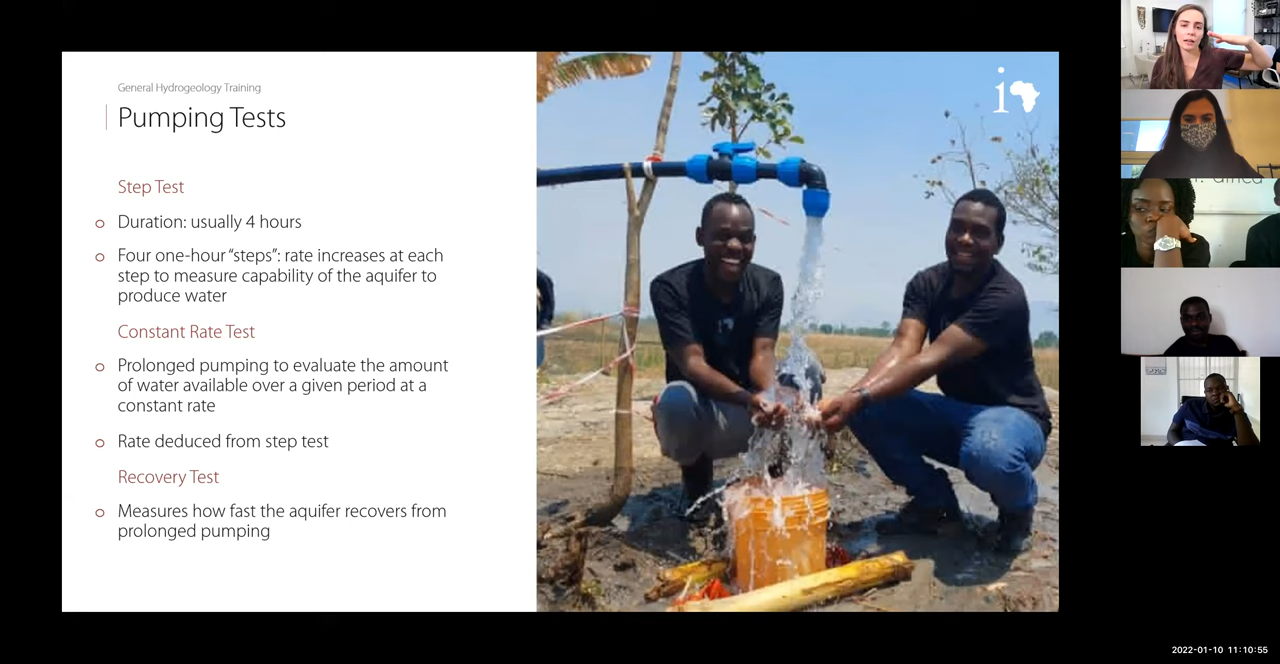 General Hydrogeology Training
Pumping Tests
Step Test
o Duration: usually 4 hours
o Four one-hour “steps”: rate increases at each
step to measure capability of the aquifer to
produce water
Constant Rate Test
o Prolonged pumping to evaluate the amount
of water available over a given period at a
constant rate
o Rate deduced from step test
Recovery Test
o Measures how fast the aquifer recovers from
prolonged pumping
i
2022-01-10 11:10:55